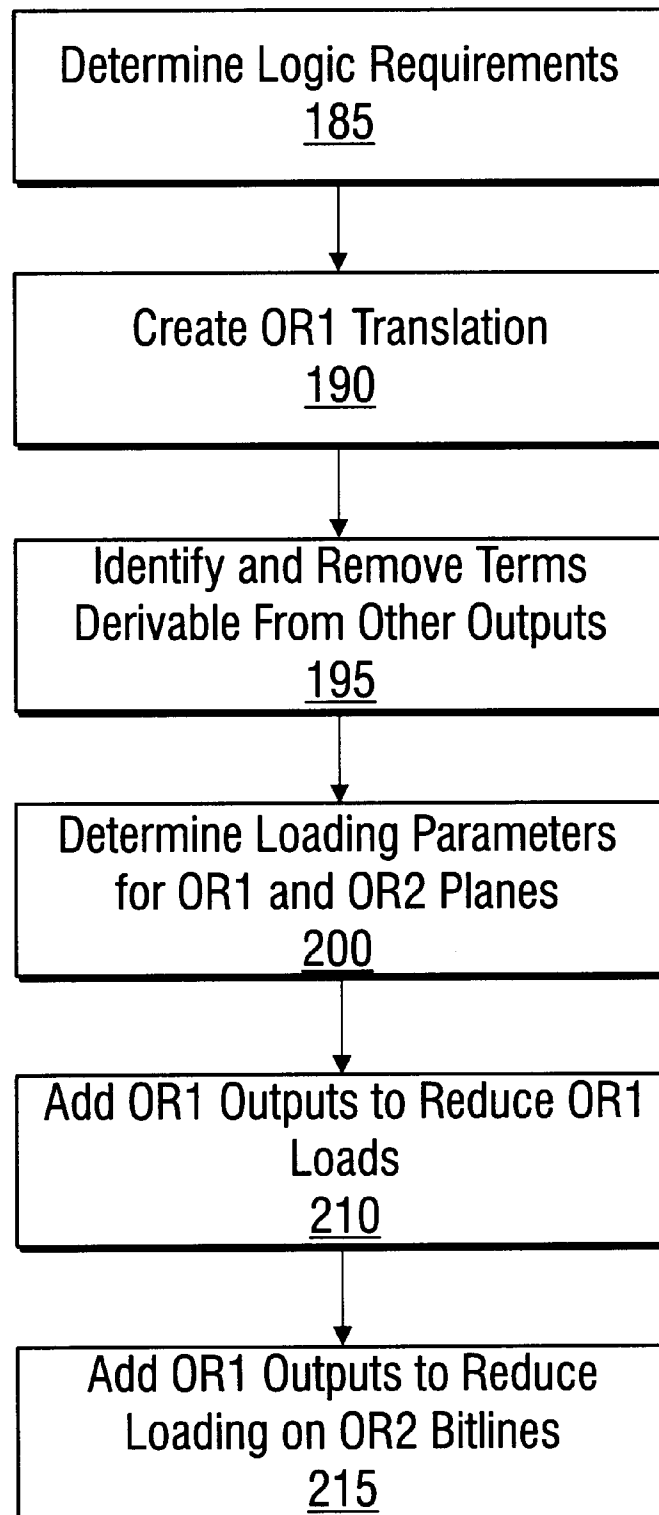 Determine Logic Requirements
185
Create OR1 Translation
190
Identify and Remove Terms
Derivable From Other Outputs
195
Determine Loading Parameters
for OR1 and OR2 Planes
200
Add OR1 Outputs to Reduce OR1
Loads
210
Add OR1 Outputs to Reduce
Loading on OR2 Bitlines
215